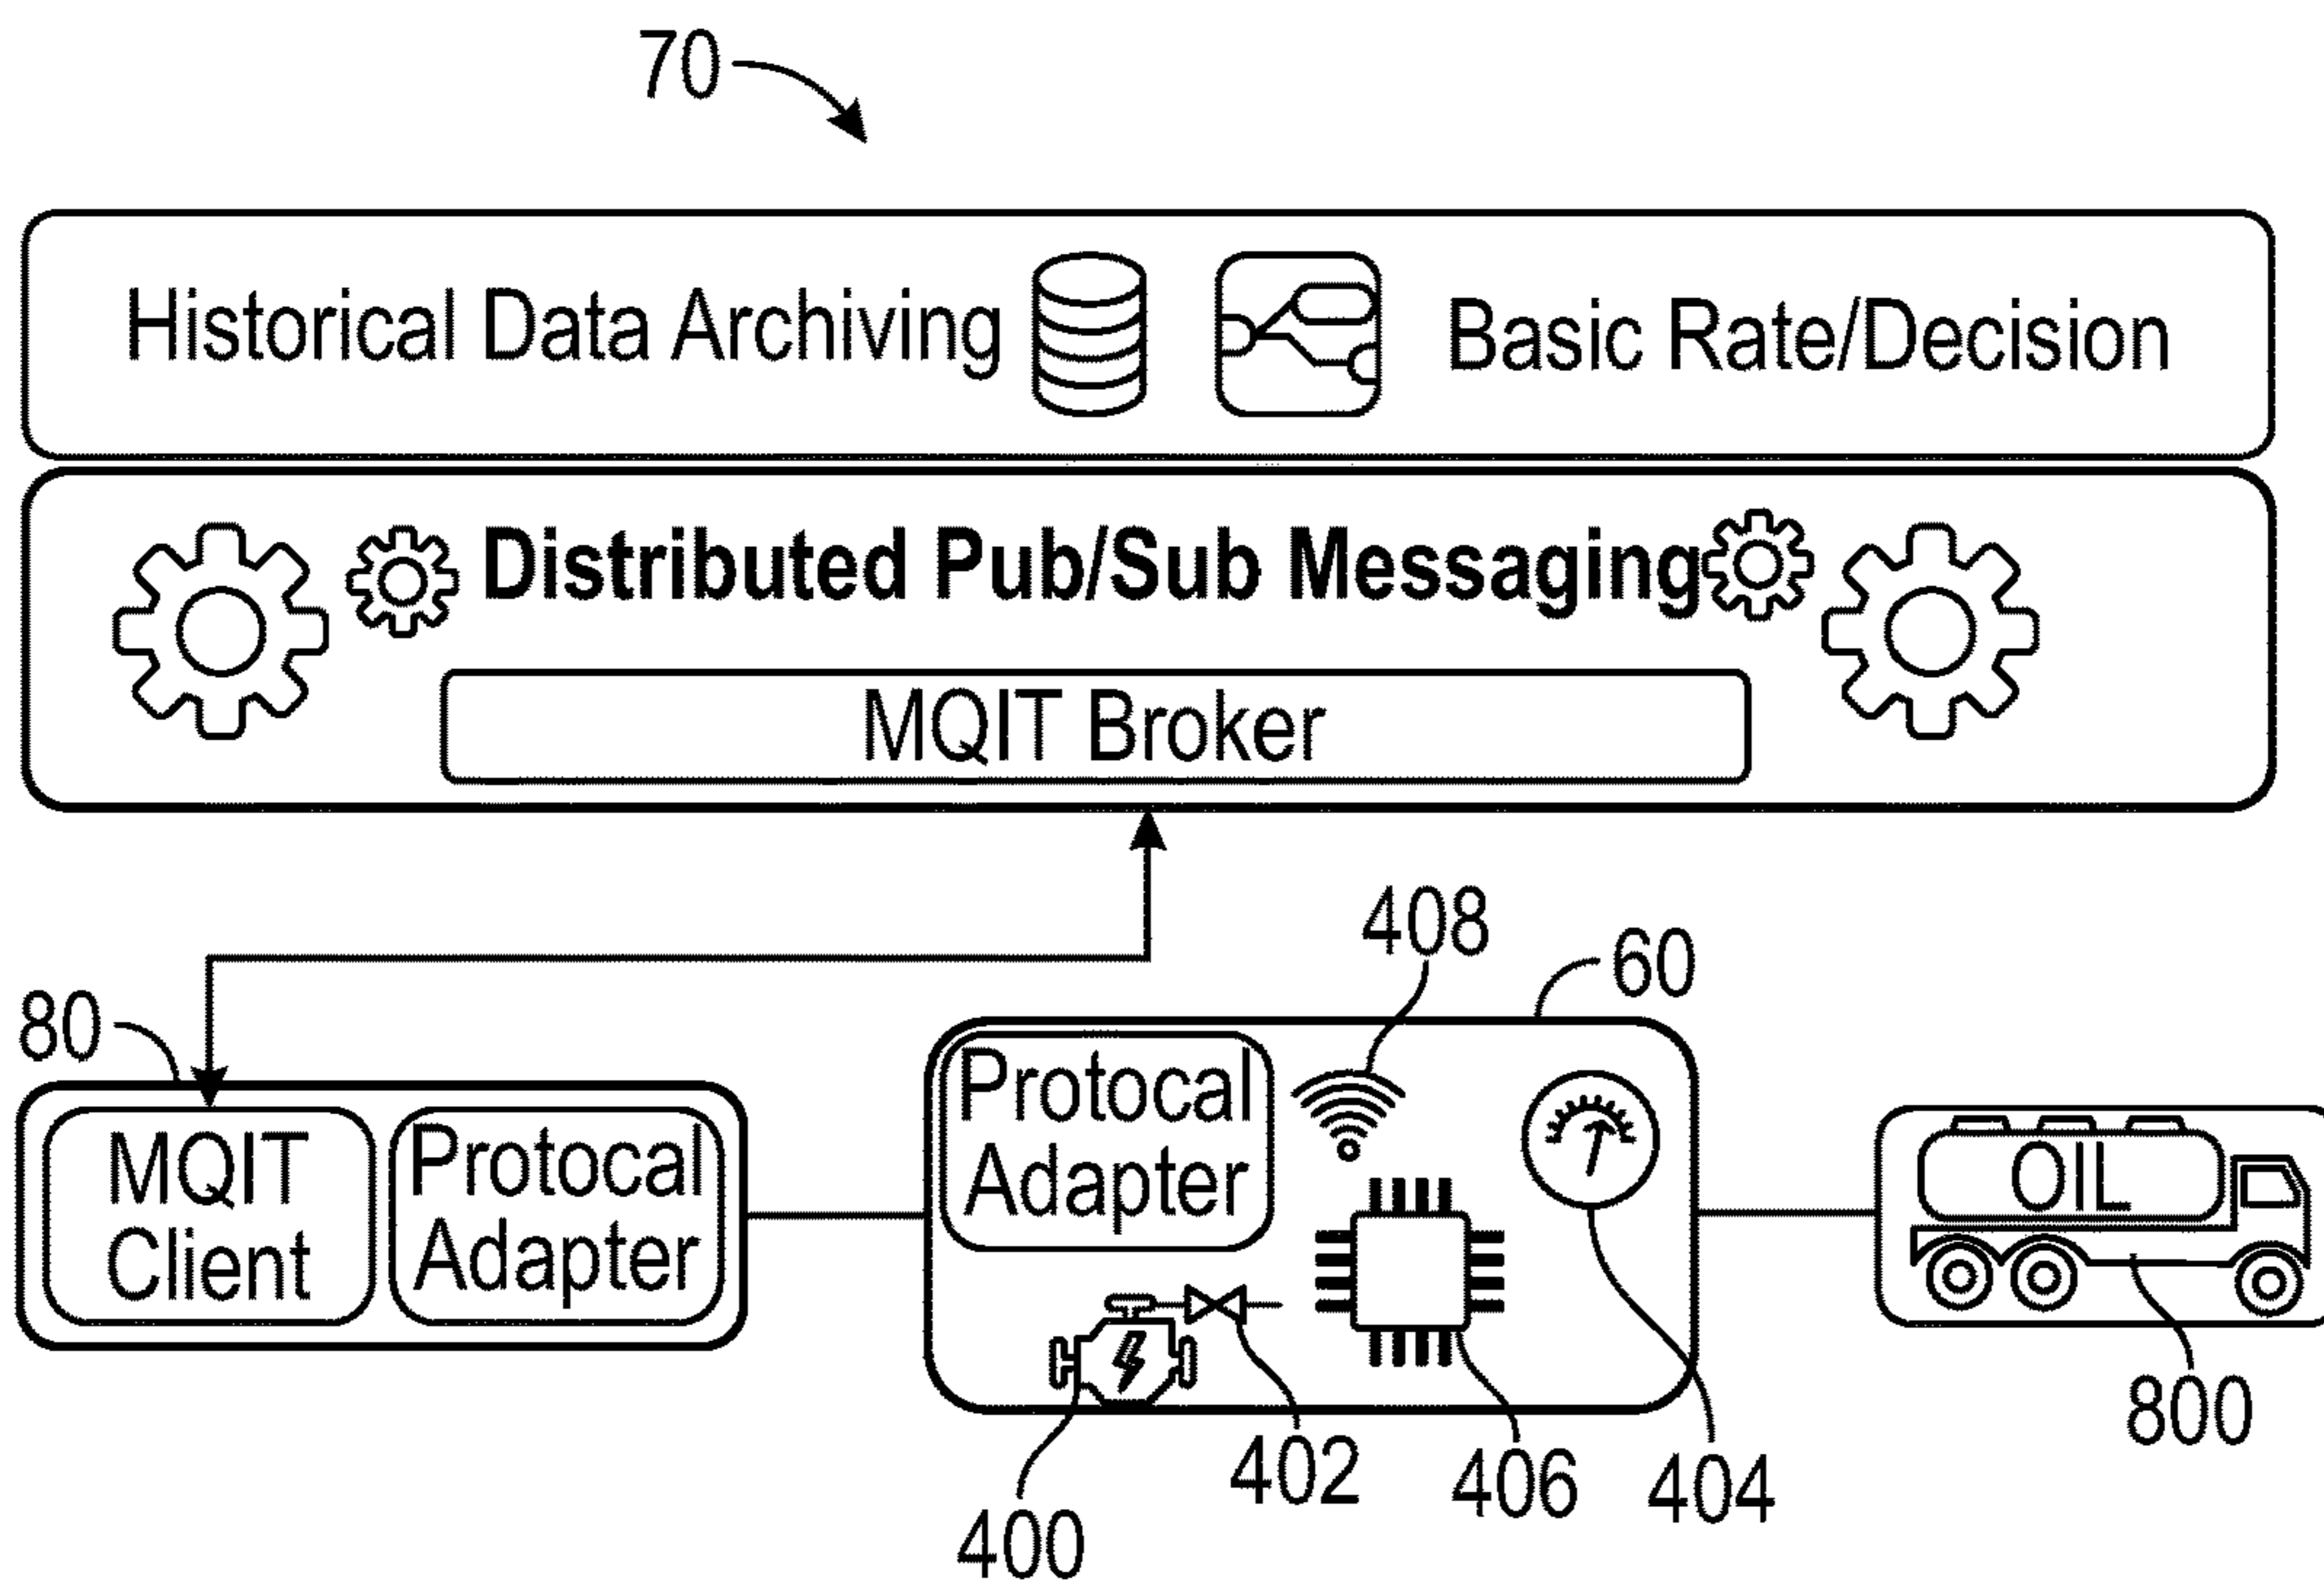 70
Historical Data Archiving
Basic Rate/Decision
Distributed Pub/Sub Messaging
MQIT Broker
408
60
80
MQIT
Client
Protocal
Adapter
Protocal
Adapter
OIL
400
402
406
404
800